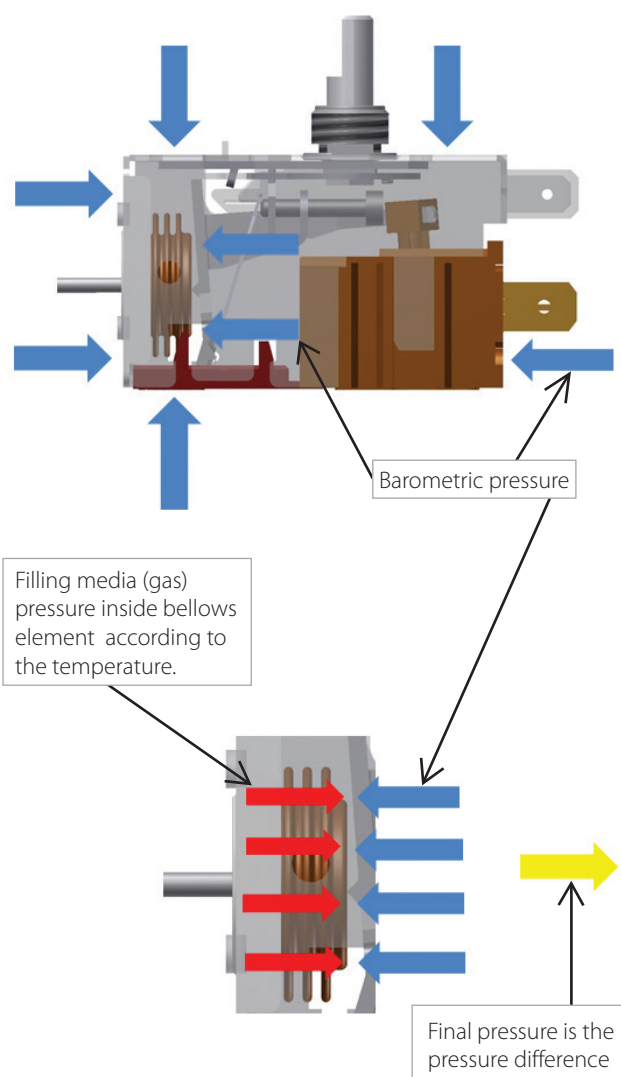 Barometric pressure
Filling media (gas)
pressure inside bellows
element according to
the temperature.
Final pressure is the
pressure difference